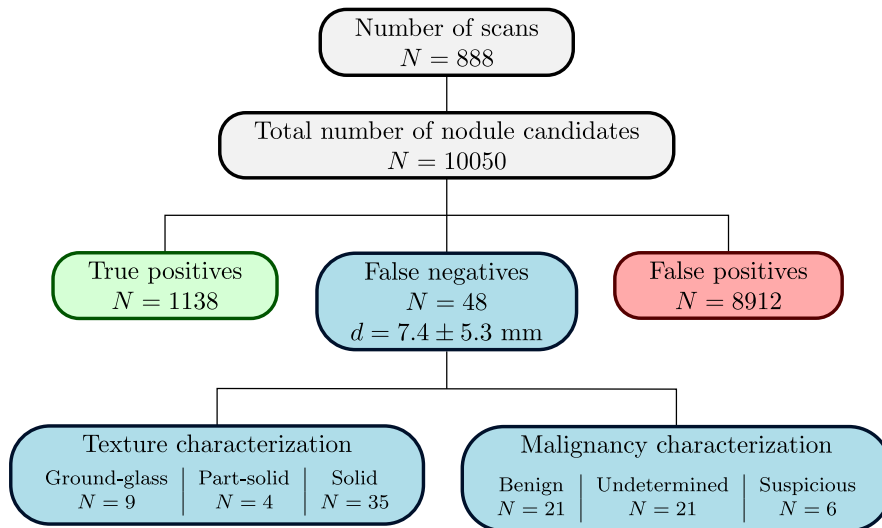 Number of scans
N = 888
Total number of nodule candidates
N = 10050
True positives
N = 1138
False negatives
N = 48
d = 7.4 ± 5.3 mm
False positives
N = 8912
Texture characterization
Ground-glass | Part-solid | Solid
N = 9 | N = 4 | N = 35
Malignancy characterization
Benign | Undetermined | Suspicious
N = 21 | N = 21 | N = 6